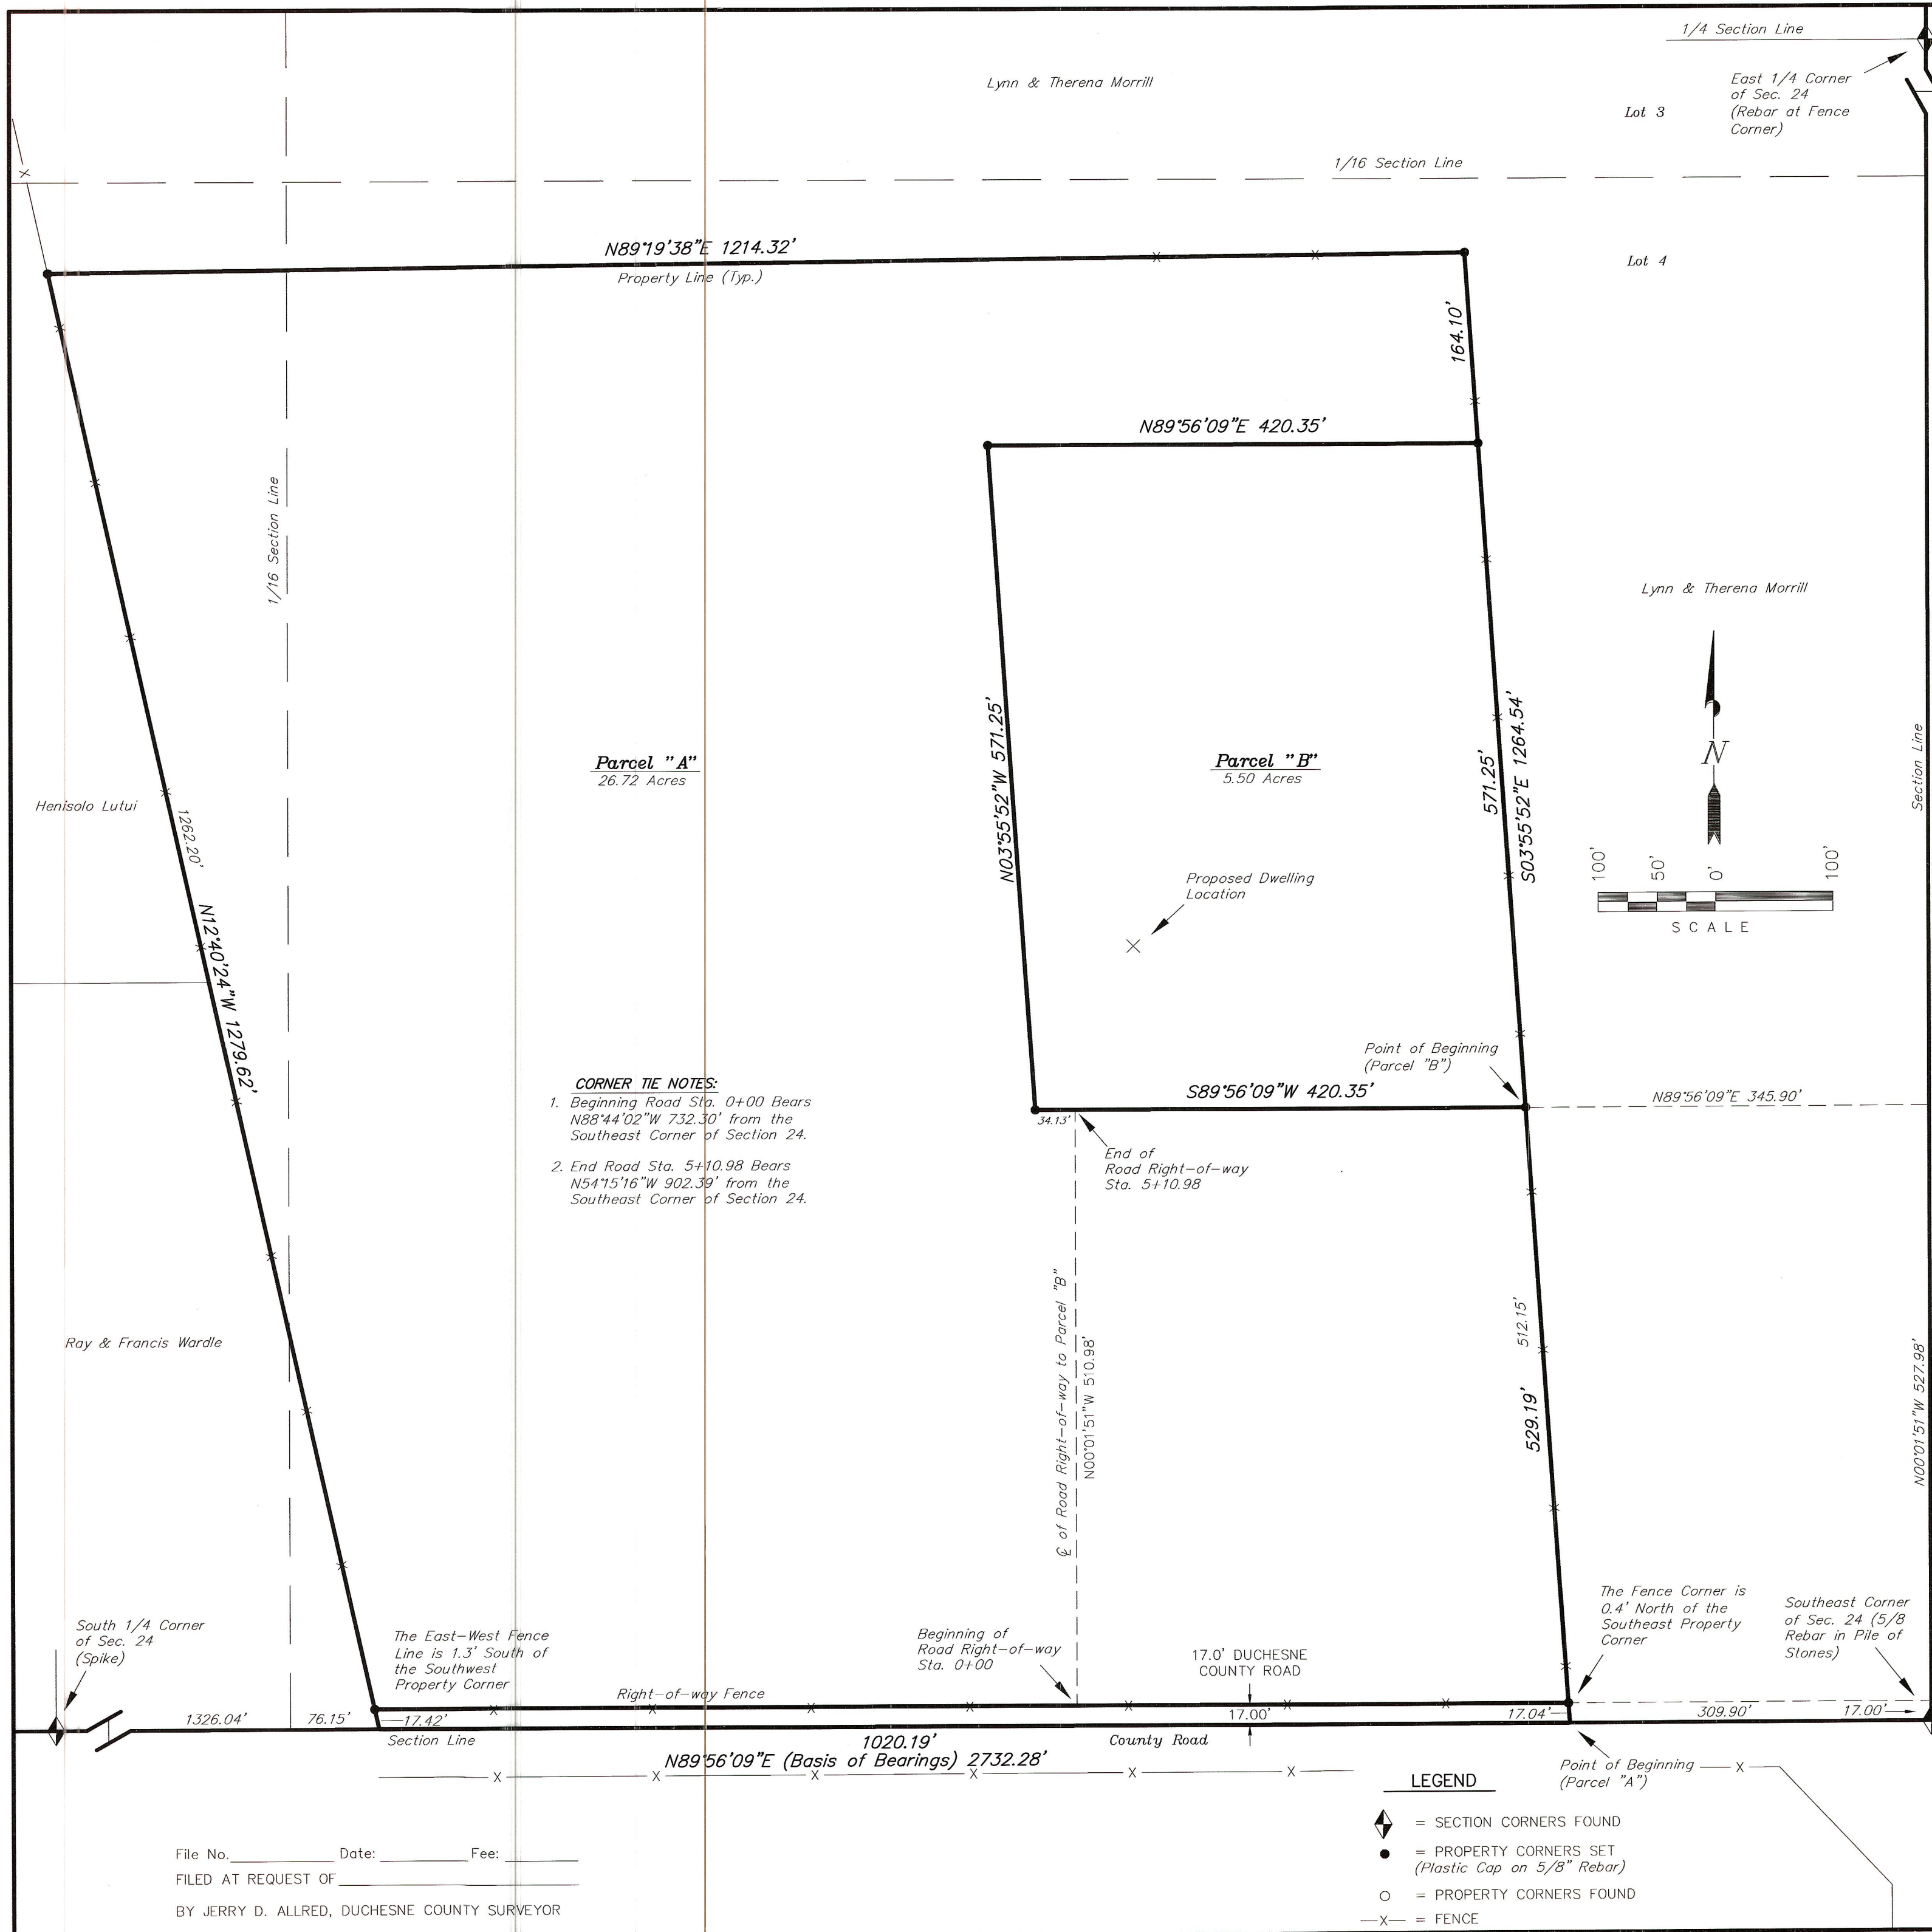 1/4 Section Line
Lynn & Therena Morrill
East 1/4 Corner
of Sec. 24
(Rebar at Fence
Corner)
Lot 3
1/16 Section Line
N89°19'38"E 1214.32'
Property Line (Typ.)
Lot 4
164.10'
N89°56'09"E 420.35'
1/16 Section Line
Lynn & Therena Morrill
N
Section Line
N03°55'52"W 571.25'
571.25'
S03°55'52"E 1264.54'
Parcel "A"
26.72 Acres
Parcel "B"
5.50 Acres
Henisolo Lutui
1262.20'
N12°40'24"W 1279.62'
Proposed Dwelling
Location
100'
50'
0'
100'
SCALE
Point of Beginning
(Parcel "B")
S89°56'09"W 420.35'
N89°56'09"E 345.90'
34.13'
CORNER TIE NOTES:
1. Beginning Road Sta. 0+00 Bears
N88°44'02"W 732.30' from the
Southeast Corner of Section 24.
2. End Road Sta. 5+10.98 Bears
N54°15'16"W 902.39' from the
Southeast Corner of Section 24.
End of
Road Right-of-way
Sta. 5+10.98
Ray & Francis Wardle
℄ of Road Right-of-way to Parcel "B"
N00°01'51"W 510.98'
512.15'
529.19'
N00°01'51"W 527.98'
South 1/4 Corner
of Sec. 24
(Spike)
The East-West Fence
Line is 1.3' South of
the Southwest
Property Corner
Beginning of
Road Right-of-way
Sta. 0+00
17.0' DUCHESNE
COUNTY ROAD
The Fence Corner is
0.4' North of the
Southeast Property
Corner
Southeast Corner
of Sec. 24 (5/8
Rebar in Pile of
Stones)
Right-of-way Fence
1326.04'
76.15'
17.42'
17.00'
17.04'
309.90'
17.00'
Section Line
1020.19'
County Road
N89°56'09"E (Basis of Bearings) 2732.28'
Point of Beginning
(Parcel "A")
LEGEND
= SECTION CORNERS FOUND
= PROPERTY CORNERS SET
(Plastic Cap on 5/8" Rebar)
= PROPERTY CORNERS FOUND
—X— = FENCE
File No. Date: Fee:
FILED AT REQUEST OF
BY JERRY D. ALLRED, DUCHESNE COUNTY SURVEYOR